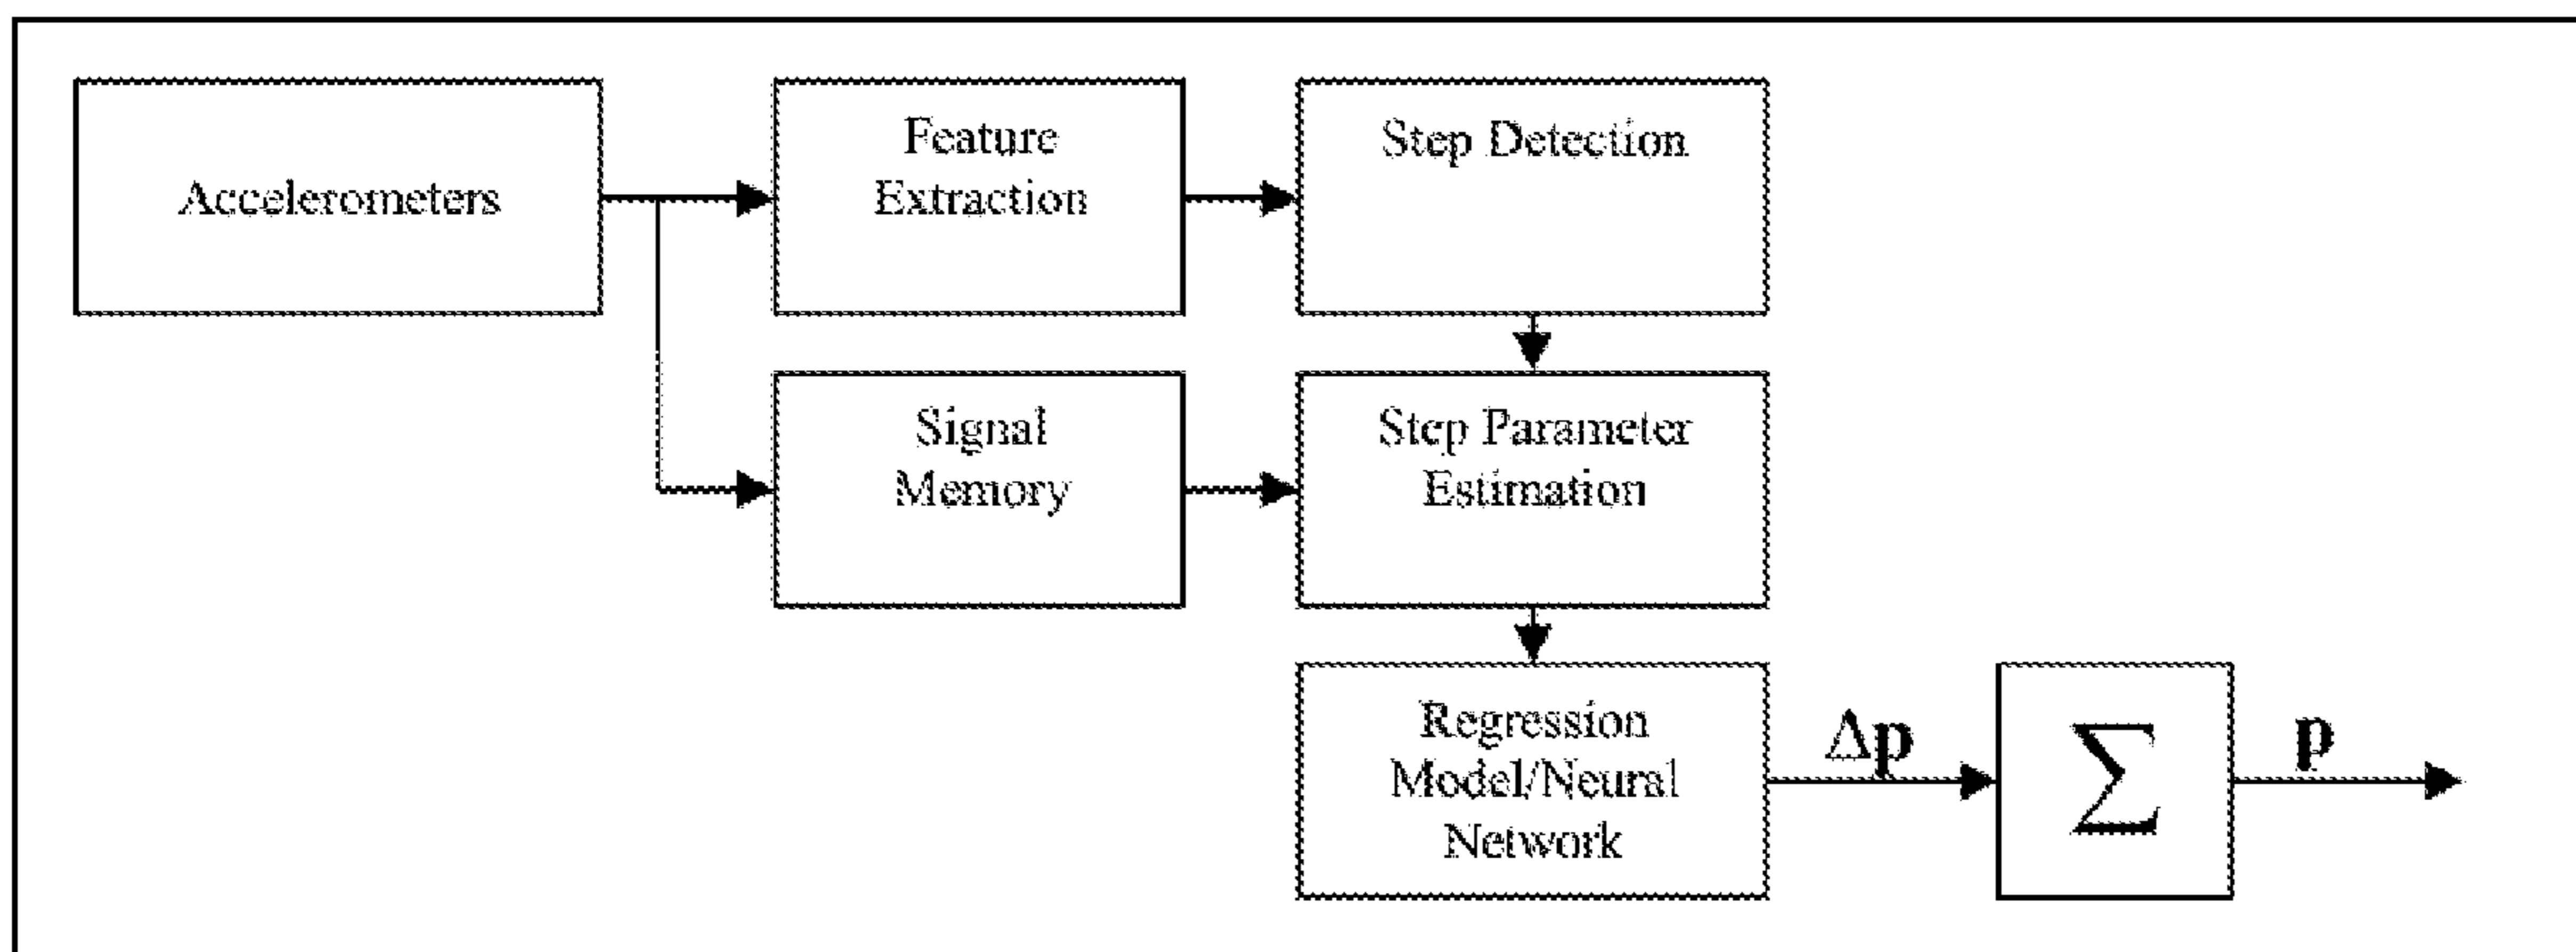 Accelerometers
Feature
Extraction
Step Detection
Signal
Memory
Step Parameter
Estimation
Regression
Model/Neural
Network
Δp
Σ
p